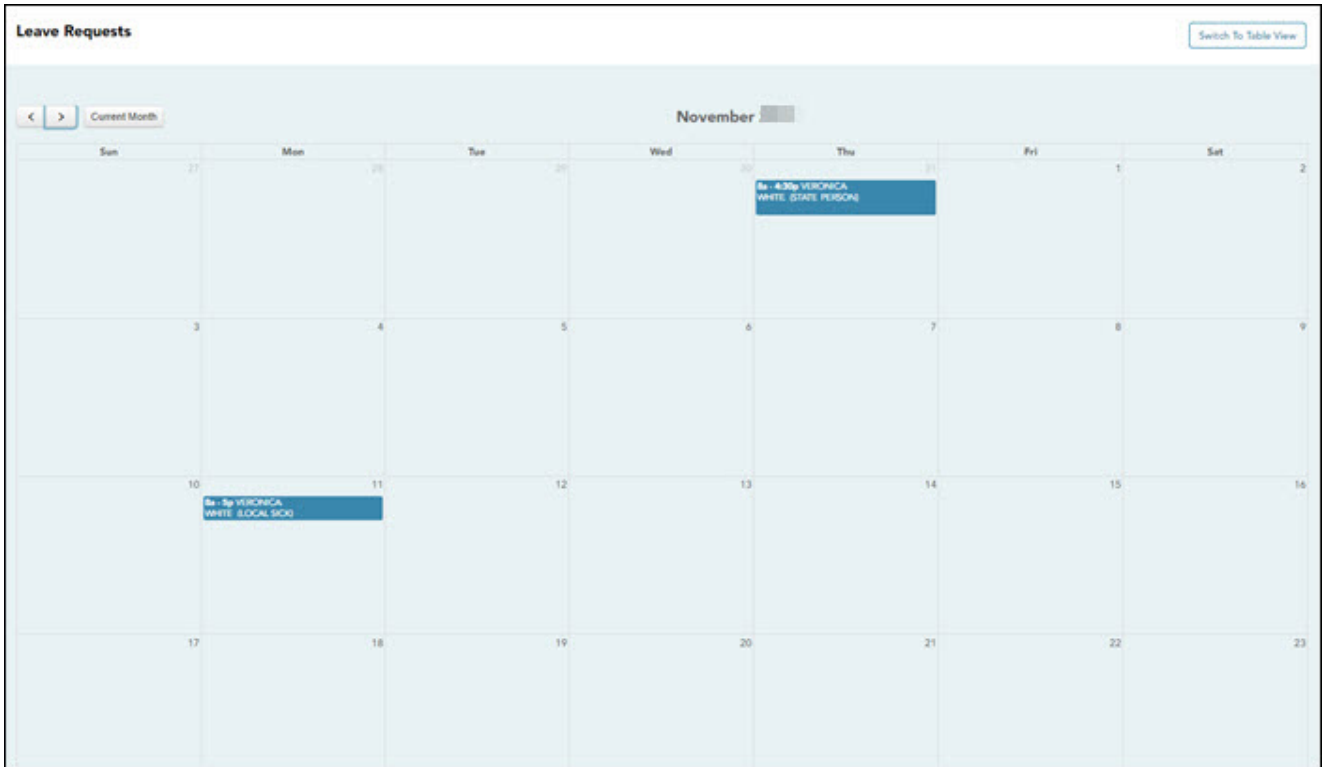 Leave Requests
Switch To Table View
< > Current Month
November
Sun Mon Tue Wed Thu Fri Sat
27 28 29 30 31 1 2
8a - 4:30p VERONICA
WHITE (STATE PERSON)
3 4 5 6 7 8 9
10 11 12 13 14 15 16
8a - 5p VERONICA
WHITE (LOCAL SICK)
17 18 19 20 21 22 23